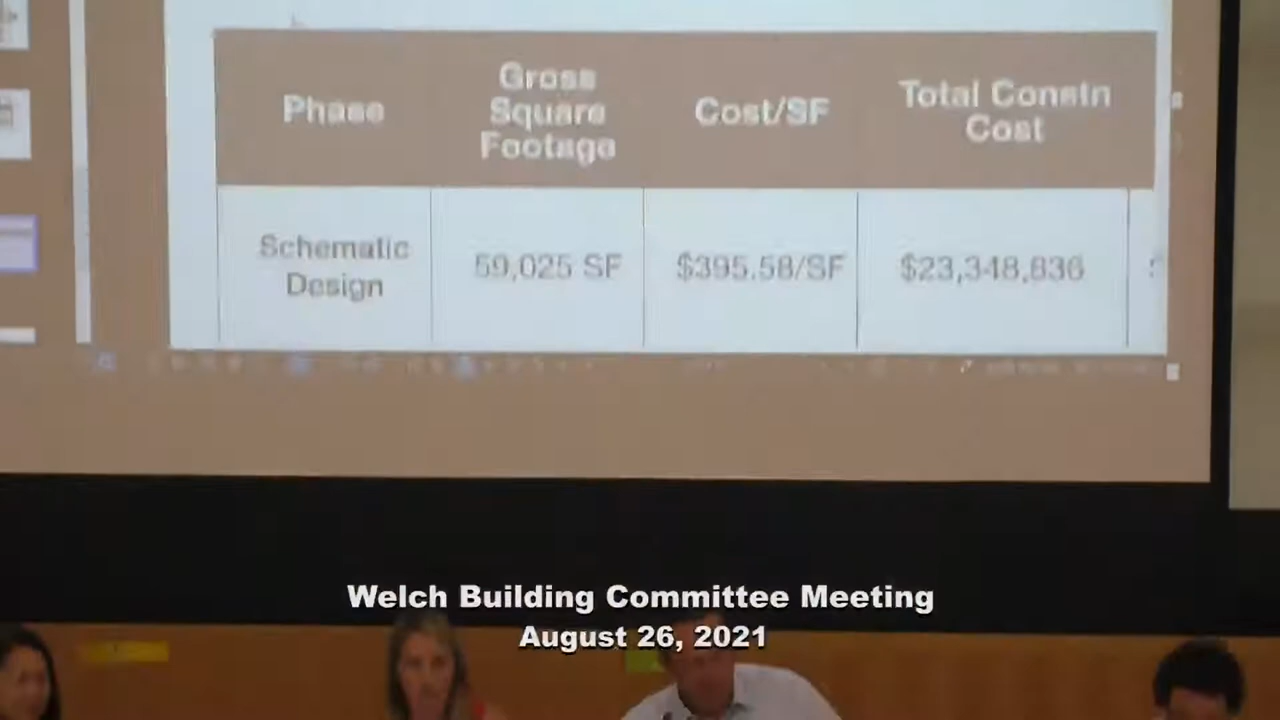 Phase
Gross
Square
Footage
Cost/SF
Total Constn
Cost
Schematic
Design
59,025 SF
$395.58/SF
$23,348,836
Welch Building Committee Meeting
August 26, 2021